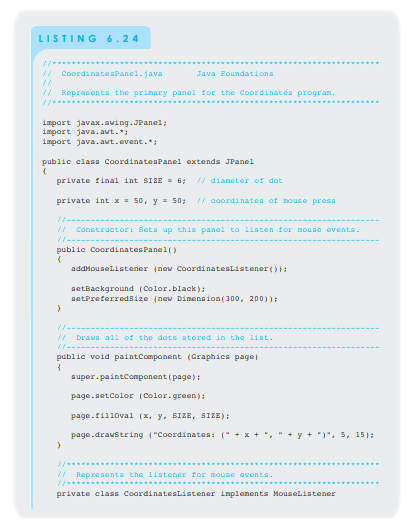 LISTING 6.24
//********************************************************************
//  CoordinatesPanel.java       Java Foundations
//
//  Represents the primary panel for the Coordinates program.
//********************************************************************
import javax.swing.JPanel;
import java.awt.*;
import java.awt.event.*;
public class CoordinatesPanel extends JPanel
{
   private final int SIZE = 6;  // diameter of dot
   private int x = 50, y = 50;  // coordinates of mouse press
   //-----------------------------------------------------------------
   //  Constructor: Sets up this panel to listen for mouse events.
   //-----------------------------------------------------------------
   public CoordinatesPanel()
   {
      addMouseListener (new CoordinatesListener());
      setBackground (Color.black);
      setPreferredSize (new Dimension(300, 200));
   }
   //-----------------------------------------------------------------
   //  Draws all of the dots stored in the list.
   //-----------------------------------------------------------------
   public void paintComponent (Graphics page)
   {
      super.paintComponent(page);
      page.setColor (Color.green);
      page.fillOval (x, y, SIZE, SIZE);
      page.drawString ("Coordinates: (" + x + ", " + y + ")", 5, 15);
   }
   //*****************************************************************
   //  Represents the listener for mouse events.
   //*****************************************************************
   private class CoordinatesListener implements MouseListener